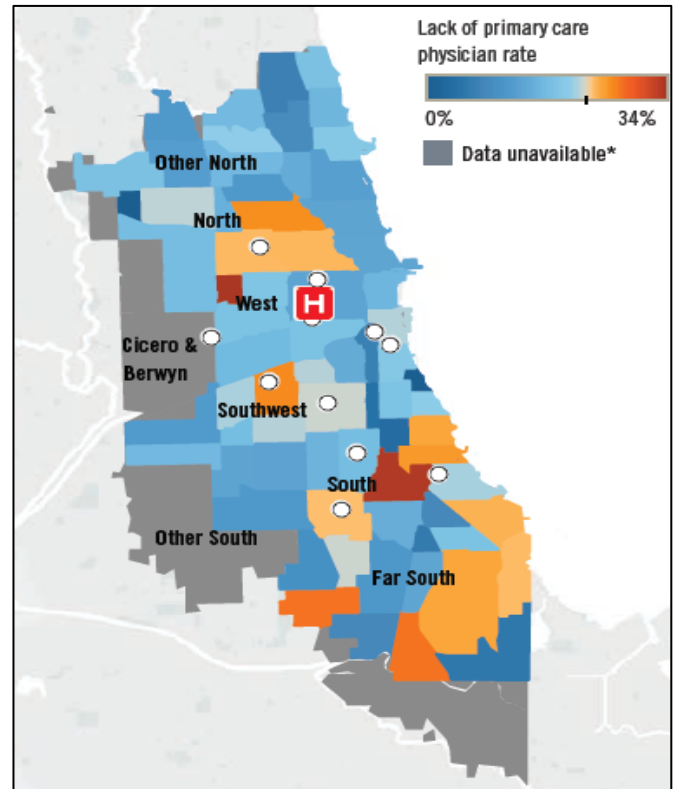 Lack of primary care
physician rate
0%
34%
Data unavailable*
Other North
North
West
H
Cicero &
Berwyn
Southwest
South
Other South
Far South